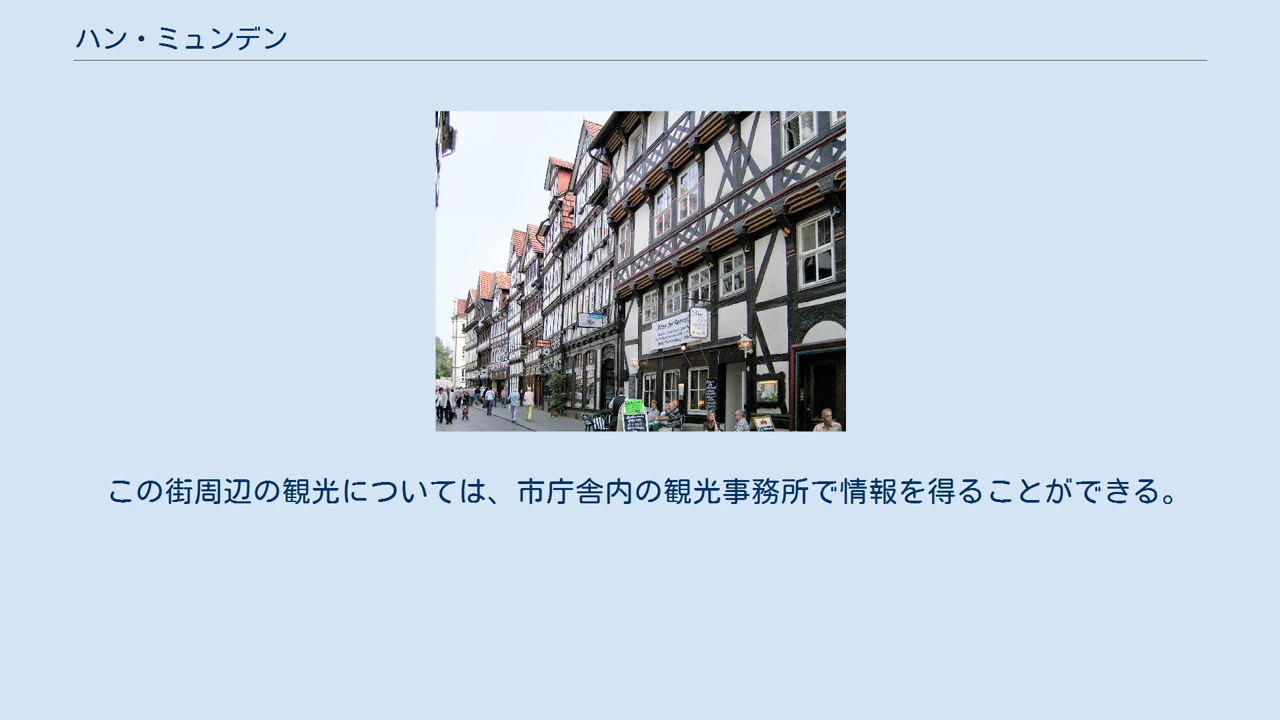 ハン・ミュンデン
この街周辺の観光については、市庁舎内の観光事務所で情報を得ることができる。